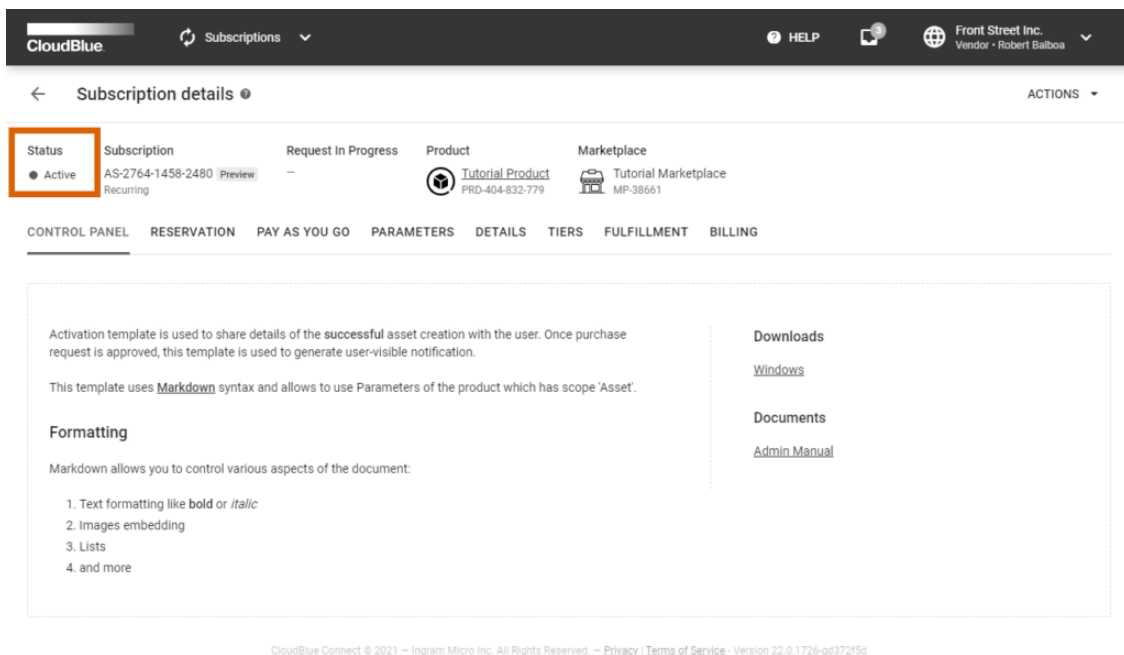 CloudBlue.
Subscriptions
HELP
3
Front Street Inc.
Vendor • Robert Balboa
Subscription details
ACTIONS
Status
Subscription
Request In Progress
Product
Marketplace
Active
AS-2764-1458-2480 Preview
–
Tutorial Product
Tutorial Marketplace
Recurring
PRD-404-832-779
MP-38661
CONTROL PANEL
RESERVATION
PAY AS YOU GO
PARAMETERS
DETAILS
TIERS
FULFILLMENT
BILLING
Activation template is used to share details of the successful asset creation with the user. Once purchase
request is approved, this template is used to generate user-visible notification.
This template uses Markdown syntax and allows to use Parameters of the product which has scope 'Asset'.
Formatting
Markdown allows you to control various aspects of the document:
1. Text formatting like bold or italic
2. Images embedding
3. Lists
4. and more
Downloads
Windows
Documents
Admin Manual
CloudBlue Connect © 2021 — Ingram Micro Inc. All Rights Reserved. — Privacy | Terms of Service - Version 22.0.1726-gd372f5d